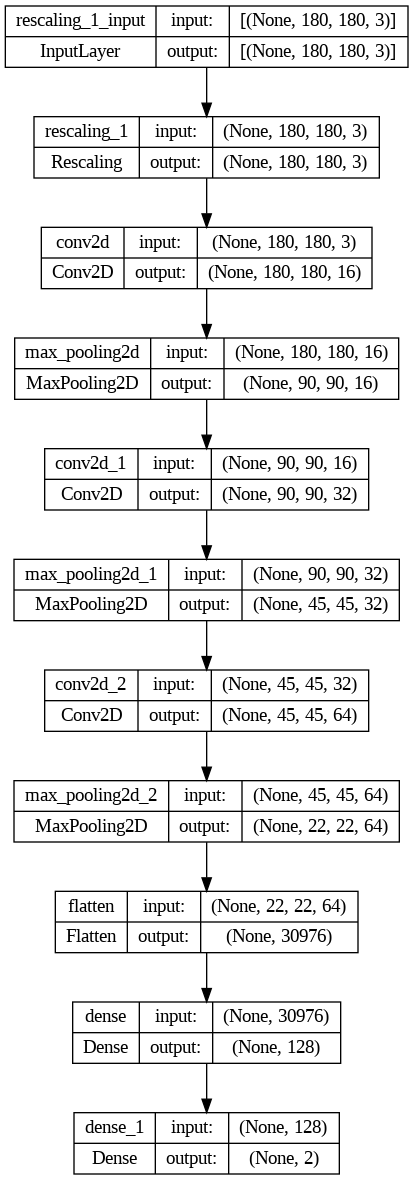 rescaling_1_input input: [(None, 180, 180, 3)]
InputLayer output: [(None, 180, 180, 3)]
rescaling_1 input: (None, 180, 180, 3)
Rescaling output: (None, 180, 180, 3)
conv2d input: (None, 180, 180, 3)
Conv2D output: (None, 180, 180, 16)
max_pooling2d input: (None, 180, 180, 16)
MaxPooling2D output: (None, 90, 90, 16)
conv2d_1 input: (None, 90, 90, 16)
Conv2D output: (None, 90, 90, 32)
max_pooling2d_1 input: (None, 90, 90, 32)
MaxPooling2D output: (None, 45, 45, 32)
conv2d_2 input: (None, 45, 45, 32)
Conv2D output: (None, 45, 45, 64)
max_pooling2d_2 input: (None, 45, 45, 64)
MaxPooling2D output: (None, 22, 22, 64)
flatten input: (None, 22, 22, 64)
Flatten output: (None, 30976)
dense input: (None, 30976)
Dense output: (None, 128)
dense_1 input: (None, 128)
Dense output: (None, 2)